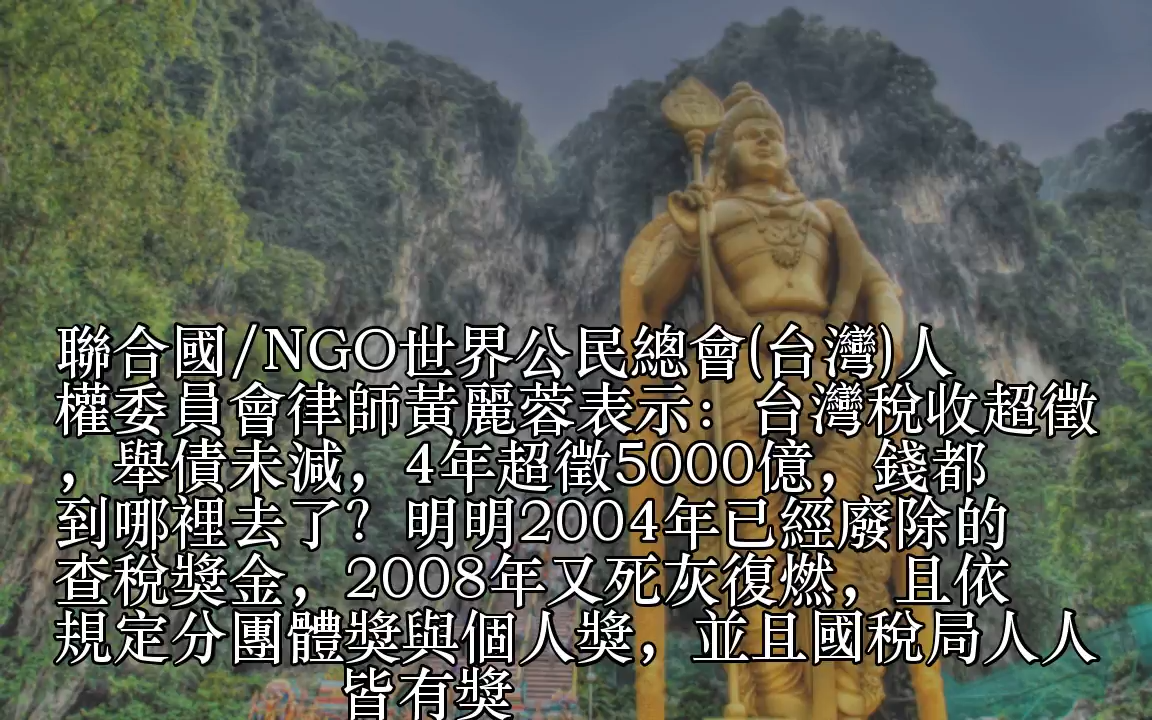 聯合國/NGO世界公民總會(台灣)人
權委員會律師黃麗蓉表示：台灣稅收超徵
，舉債未減，4年超徵5000億，錢都
到哪裡去了？明明2004年已經廢除的
查稅獎金，2008年又死灰復燃，且依
規定分團體獎與個人獎，並且國稅局人人
皆有獎